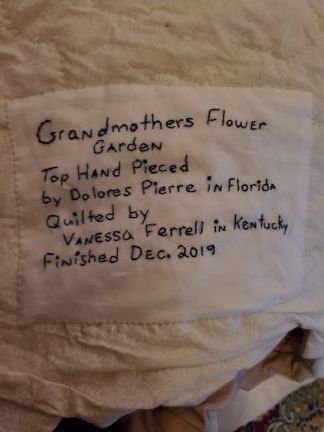 Grandmothers Flower
Garden
Top Hand Pieced
by Dolores Pierre in Florida
Quilted by
Vanessa Ferrell in Kentucky
Finished Dec. 2019